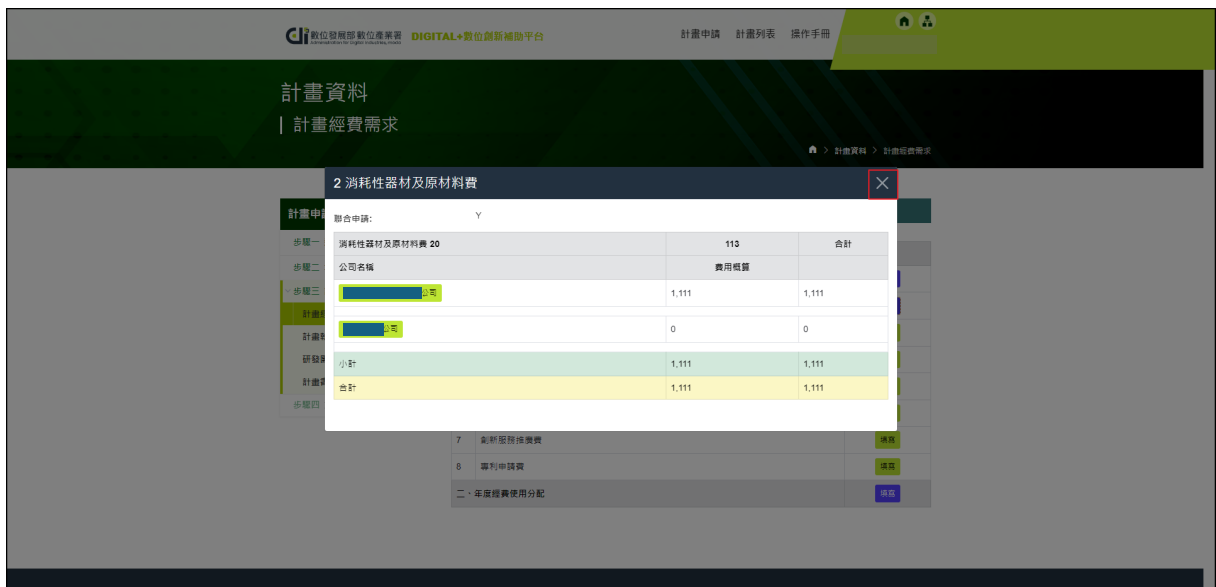 數位發展部數位產業署 DIGITAL+數位創新補助平台
計畫申請 計畫列表 操作手冊
計畫資料
計畫經費需求
計畫資料 > 計畫經費需求
2 消耗性器材及原材料費
聯合申請: Y
消耗性器材及原材料費 20 113 合計
公司名稱 費用概算
公司 1,111 1,111
公司 0 0
小計 1,111 1,111
合計 1,111 1,111
計畫申
步驟一
步驟二
步驟三
步驟四
7 創新服務推廣費 填寫
8 專利申請費 填寫
二、年度經費使用分配 填寫